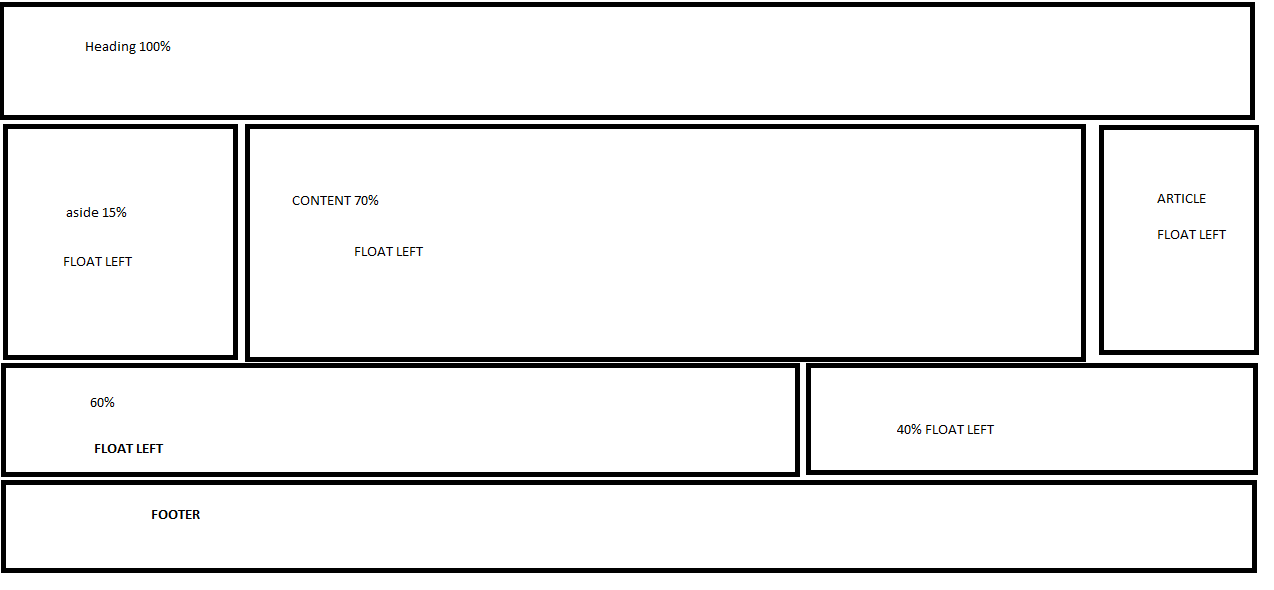 Heading 100%
aside 15%
FLOAT LEFT
CONTENT 70%
FLOAT LEFT
ARTICLE
FLOAT LEFT
60%
FLOAT LEFT
40% FLOAT LEFT
FOOTER